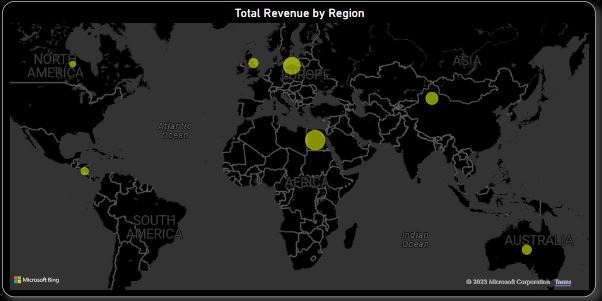 Total Revenue by Region
NORTH
AMERICA
EUROPE
ASIA
Atlantic
Ocean
AFRICA
SOUTH
AMERICA
Indian
Ocean
AUSTRALIA
Microsoft Bing
© 2023 Microsoft Corporation Terms